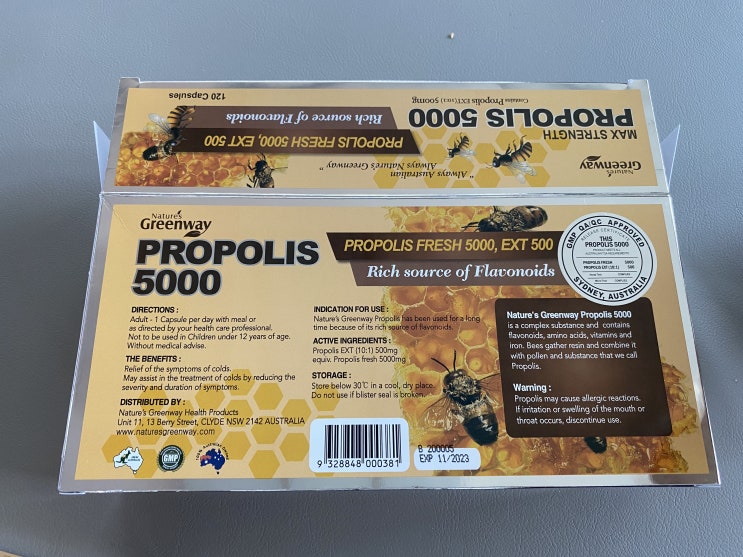 120 Capsules
Contains Propolis EXT(10:1) 500mg
MAX STRENGTH
PROPOLIS 5000
Rich source of Flavonoids
PROPOLIS FRESH 5000, EXT 500
"Always Australian
Always Nature's Greenway"
Nature's
Greenway
Nature's
Greenway
PROPOLIS
5000
PROPOLIS FRESH 5000, EXT 500
Rich source of Flavonoids
GMP QA/QC APPROVED
RELEASE CERTIFICATE
THIS
PROPOLIS 5000
PROPOLIS FRESH 5000
PROPOLIS EXT (10:1) 500
SYDNEY, AUSTRALIA
DIRECTIONS :
Adult - 1 Capsule per day with meal or
as directed by your health care professional.
Not to be used in Children under 12 years of age.
Without medical advise.
THE BENEFITS :
Relief of the symptoms of colds.
May assist in the treatment of colds by reducing the
severity and duration of symptoms.
DISTRIBUTED BY :
Nature's Greenway Health Products
Unit 11, 13 Berry Street, CLYDE NSW 2142 AUSTRALIA
www.naturesgreenway.com
GMP
INDICATION FOR USE :
Nature's Greenway Propolis has been used for a long
time because of its rich source of flavonoids.
ACTIVE INGREDIENTS :
Propolis EXT (10:1) 500mg
equiv. Propolis fresh 5000mg
STORAGE :
Store below 30℃ in a cool, dry place.
Do not use if blister seal is broken.
9 328848 000381
B 200005
EXP 11/2023
Nature's Greenway Propolis 5000
is a complex substance and contains
flavonoids, amino acids, vitamins and
iron. Bees gather resin and combine it
with pollen and substance that we call
Propolis.
Warning :
Propolis may cause allergic reactions.
If irritation or swelling of the mouth or
throat occurs, discontinue use.